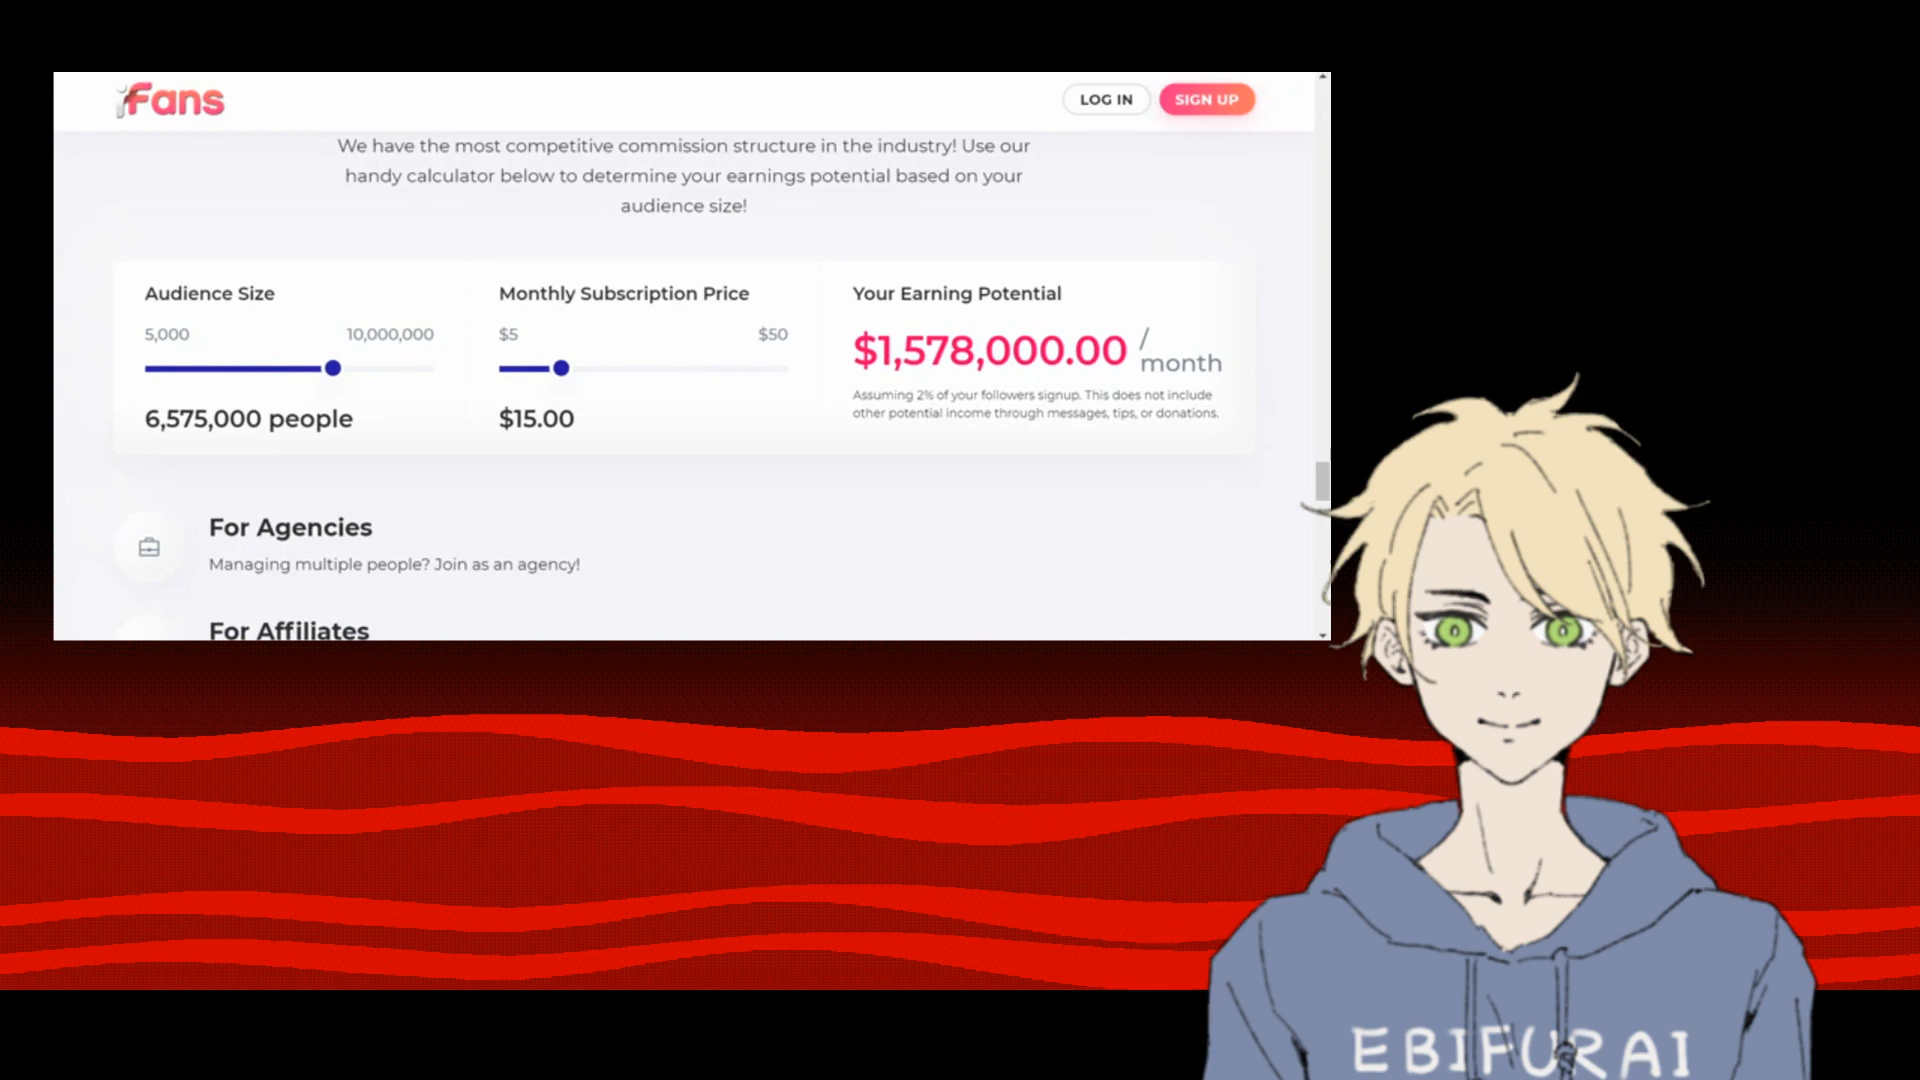 iFans
LOG IN
SIGN UP
We have the most competitive commission structure in the industry! Use our
handy calculator below to determine your earnings potential based on your
audience size!
Audience Size
5,000
10,000,000
6,575,000 people
Monthly Subscription Price
$5
$50
$15.00
Your Earning Potential
$1,578,000.00 /
month
Assuming 2% of your followers signup. This does not include
other potential income through messages, tips, or donations.
For Agencies
Managing multiple people? Join as an agency!
For Affiliates
EBIFURAI